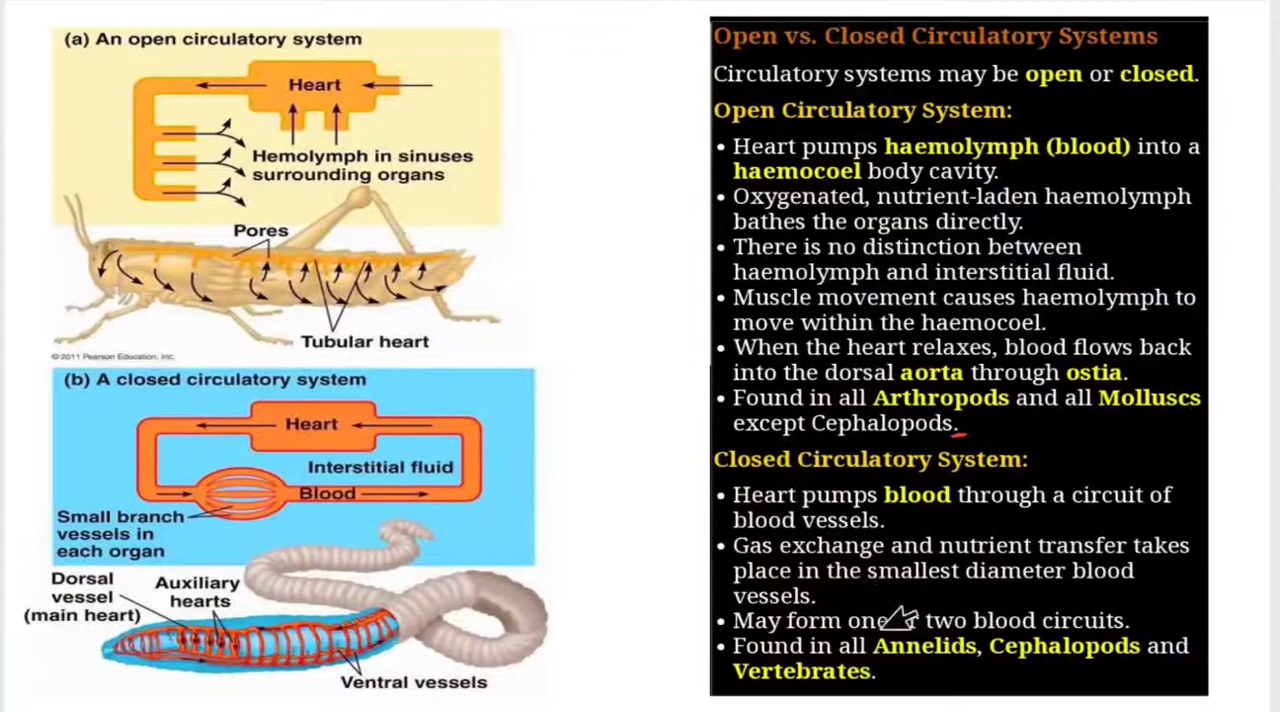 (a) An open circulatory system
Heart
Hemolymph in sinuses
surrounding organs
Pores
Tubular heart
© 2011 Pearson Education, Inc.
(b) A closed circulatory system
Heart
Interstitial fluid
Blood
Small branch
vessels in
each organ
Dorsal
vessel
(main heart)
Auxiliary
hearts
Ventral vessels
Open vs. Closed Circulatory Systems
Circulatory systems may be open or closed.
Open Circulatory System:
• Heart pumps haemolymph (blood) into a
haemocoel body cavity.
• Oxygenated, nutrient-laden haemolymph
bathes the organs directly.
• There is no distinction between
haemolymph and interstitial fluid.
• Muscle movement causes haemolymph to
move within the haemocoel.
• When the heart relaxes, blood flows back
into the dorsal aorta through ostia.
• Found in all Arthropods and all Molluscs
except Cephalopods.
Closed Circulatory System:
• Heart pumps blood through a circuit of
blood vessels.
• Gas exchange and nutrient transfer takes
place in the smallest diameter blood
vessels.
• May form one two blood circuits.
• Found in all Annelids, Cephalopods and
Vertebrates.